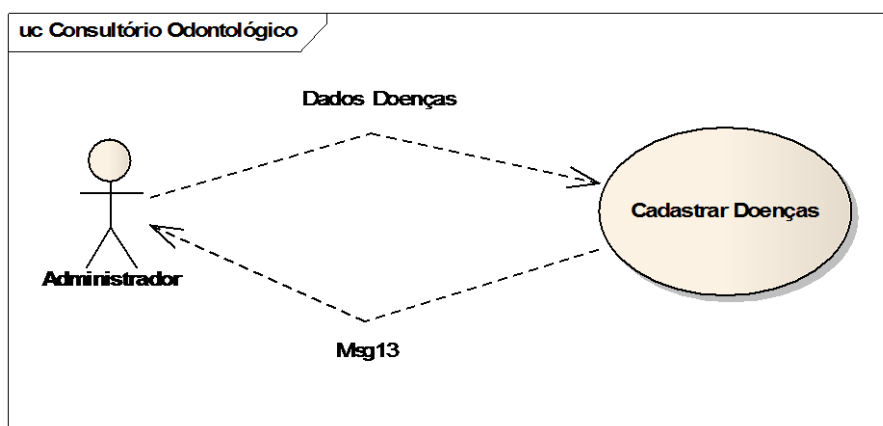 uc Consultório Odontológico
Dados Doenças
Cadastrar Doenças
Administrador
Msg13